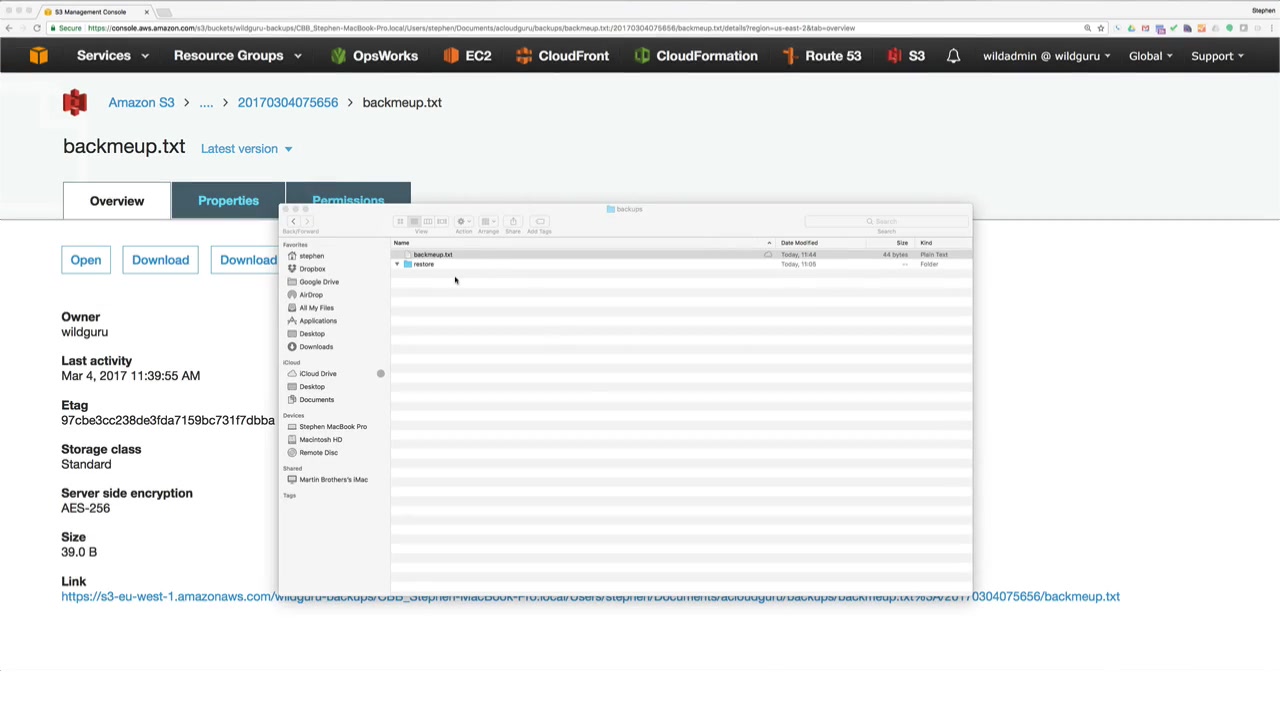 S3 Management Console
Stephen
Secure https://console.aws.amazon.com/s3/buckets/wildguru-backups/CBB_Stephen-MacBook-Pro.local/Users/stephen/Documents/acloudguru/backups/backmeup.txt:/20170304075656/backmeup.txt/details?region=us-east-2&tab=overview
Services Resource Groups OpsWorks EC2 CloudFront CloudFormation Route 53 S3 wildadmin @ wildguru Global Support
Amazon S3 > .... > 20170304075656 > backmeup.txt
backmeup.txt Latest version
Overview Properties Permissions
Open Download Download
Owner
wildguru
Last activity
Mar 4, 2017 11:39:55 AM
Etag
97cbe3cc238de3fda7159bc731f7dbba
Storage class
Standard
Server side encryption
AES-256
Size
39.0 B
Link
https://s3-eu-west-1.amazonaws.com/wildguru-backups/CBB_Stephen-MacBook-Pro.local/Users/stephen/Documents/acloudguru/backups/backmeup.txt%3A/20170304075656/backmeup.txt
backups
Search
Back/Forward View Action Arrange Share Add Tags Search
Name Date Modified Size Kind
backmeup.txt Today, 11:44 44 bytes Plain Text
restore Today, 11:05 -- Folder
Favorites
stephen
Dropbox
Google Drive
AirDrop
All My Files
Applications
Desktop
Downloads
iCloud
iCloud Drive
Desktop
Documents
Devices
Stephen MacBook Pro
Macintosh HD
Remote Disc
Shared
Martin Brothers's iMac
Tags